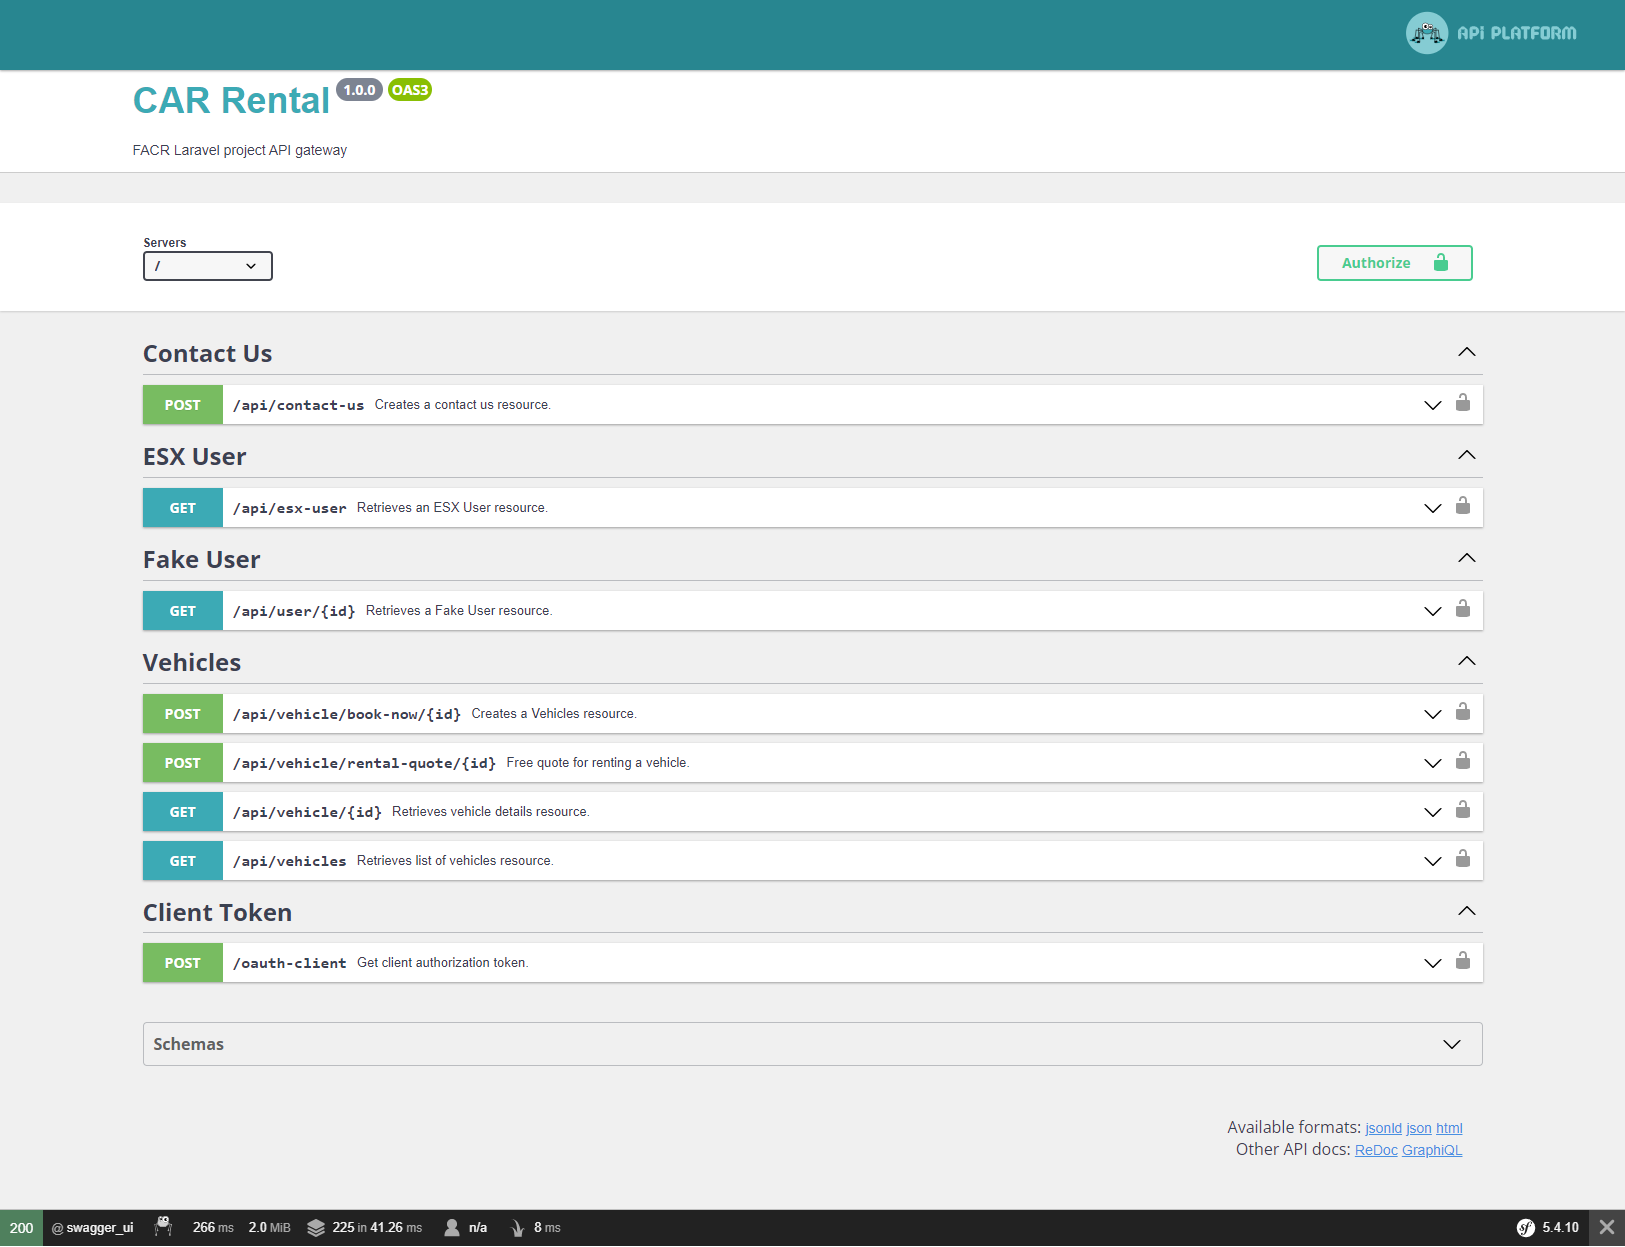 API PLATFORM
CAR Rental 1.0.0 OAS3
FACR Laravel project API gateway
Servers
/
Authorize
Contact Us
POST /api/contact-us Creates a contact us resource.
ESX User
GET /api/esx-user Retrieves an ESX User resource.
Fake User
GET /api/user/{id} Retrieves a Fake User resource.
Vehicles
POST /api/vehicle/book-now/{id} Creates a Vehicles resource.
POST /api/vehicle/rental-quote/{id} Free quote for renting a vehicle.
GET /api/vehicle/{id} Retrieves vehicle details resource.
GET /api/vehicles Retrieves list of vehicles resource.
Client Token
POST /oauth-client Get client authorization token.
Schemas
Available formats: jsonld json html
Other API docs: ReDoc GraphiQL
200 @ swagger_ui 266 ms 2.0 MiB 225 in 41.26 ms n/a 8 ms sf 5.4.10